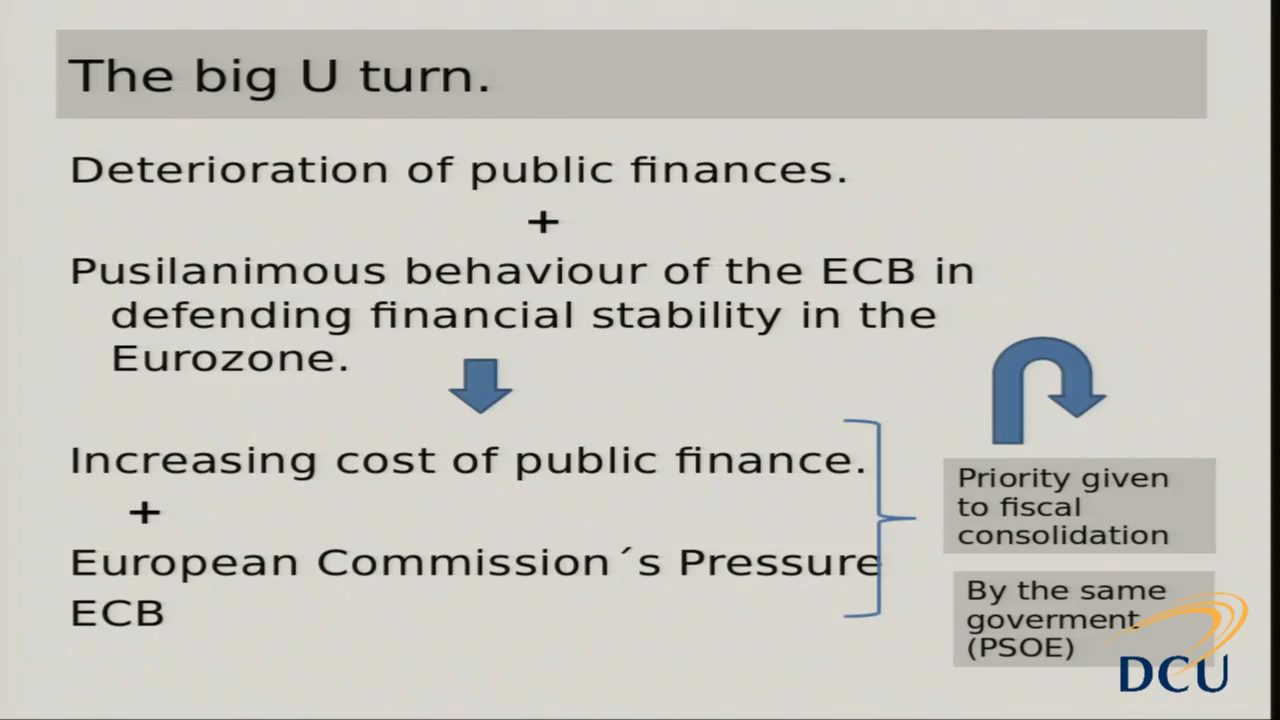 The big U turn.
Deterioration of public finances.
+
Pusilanimous behaviour of the ECB in
defending financial stability in the
Eurozone.
Increasing cost of public finance.
+
European Commission´s Pressure
ECB
Priority given
to fiscal
consolidation
By the same
goverment
(PSOE)
DCU